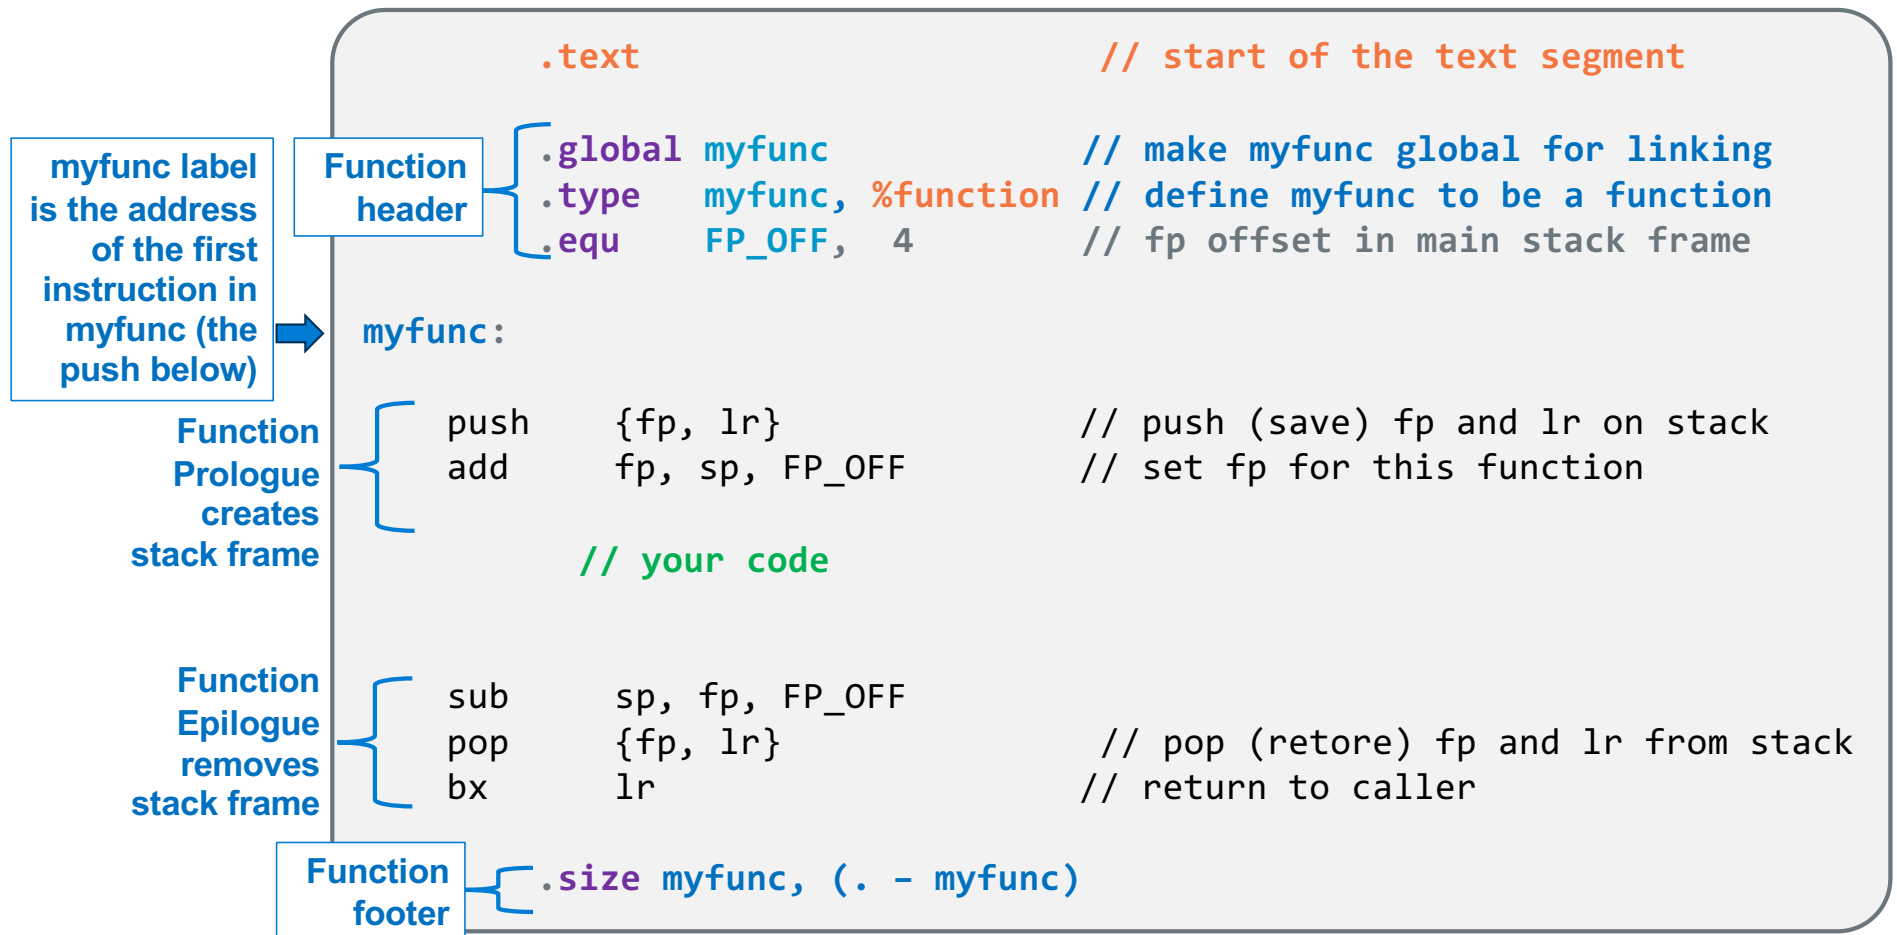 .text // start of the text segment
Function
header
.global myfunc // make myfunc global for linking
.type myfunc, %function // define myfunc to be a function
.equ FP_OFF, 4 // fp offset in main stack frame
myfunc label
is the address
of the first
instruction in
myfunc (the
push below)
myfunc:
Function
Prologue
creates
stack frame
push {fp, lr} // push (save) fp and lr on stack
add fp, sp, FP_OFF // set fp for this function
// your code
Function
Epilogue
removes
stack frame
sub sp, fp, FP_OFF
pop {fp, lr} // pop (retore) fp and lr from stack
bx lr // return to caller
Function
footer
.size myfunc, (. – myfunc)